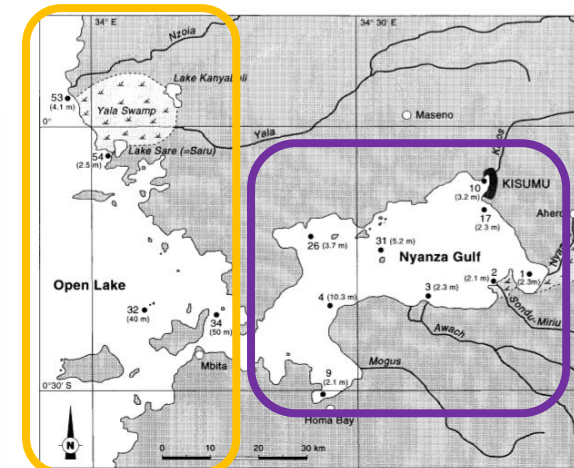 34° E
34° 30' E
Nzoia
Lake Kanyaboli
53
(4.1 m)
Yala Swamp
0°
Maseno
Yala
Lake Sare (=Saru)
54
(2.5 m)
Kibos
KISUMU
10
(3.2 m)
17
(2.3 m)
Ahero
26 (3.7 m)
31 (5.2 m)
Nyanza Gulf
Open Lake
2
(2.1 m)
1
(2.3m)
3 (2.3 m)
4 (10.3 m)
32
(40 m)
34
(50 m)
Sondu-Miriu
Awach
Mbita
Mogus
9
(2.1 m)
0°30' S
Homa Bay
N
0 10 20 30 km